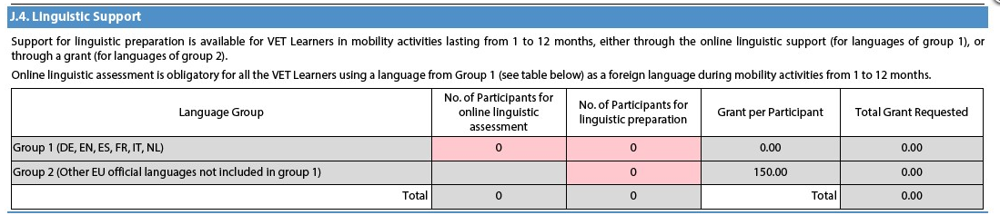 J.4. Linguistic Support
Support for linguistic preparation is available for VET Learners in mobility activities lasting from 1 to 12 months, either through the online linguistic support (for languages of group 1), or
through a grant (for languages of group 2).
Online linguistic assessment is obligatory for all the VET Learners using a language from Group 1 (see table below) as a foreign language during mobility activities from 1 to 12 months.
Language Group
No. of Participants for
online linguistic
assessment
No. of Participants for
linguistic preparation
Grant per Participant
Total Grant Requested
Group 1 (DE, EN, ES, FR, IT, NL) 0 0 0.00 0.00
Group 2 (Other EU official languages not included in group 1) 0 150.00 0.00
Total 0 0 Total 0.00